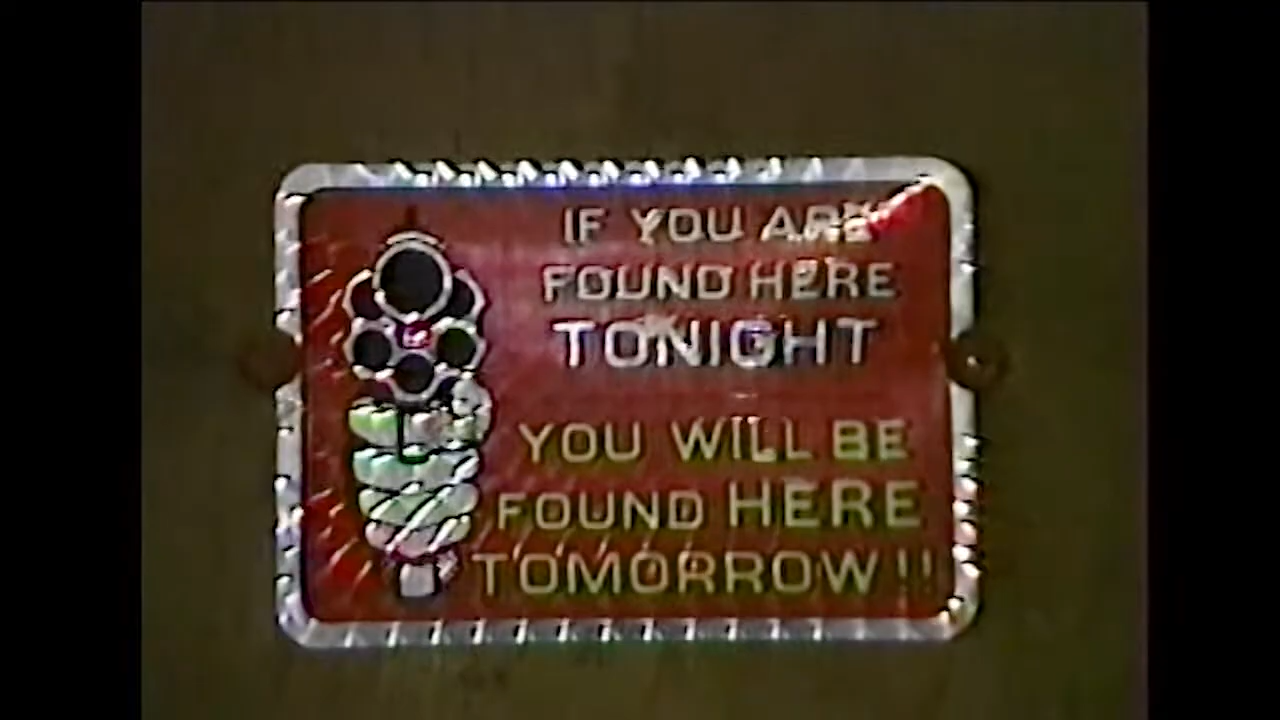 IF YOU ARE
FOUND HERE
TONIGHT
YOU WILL BE
FOUND HERE
TOMORROW!!